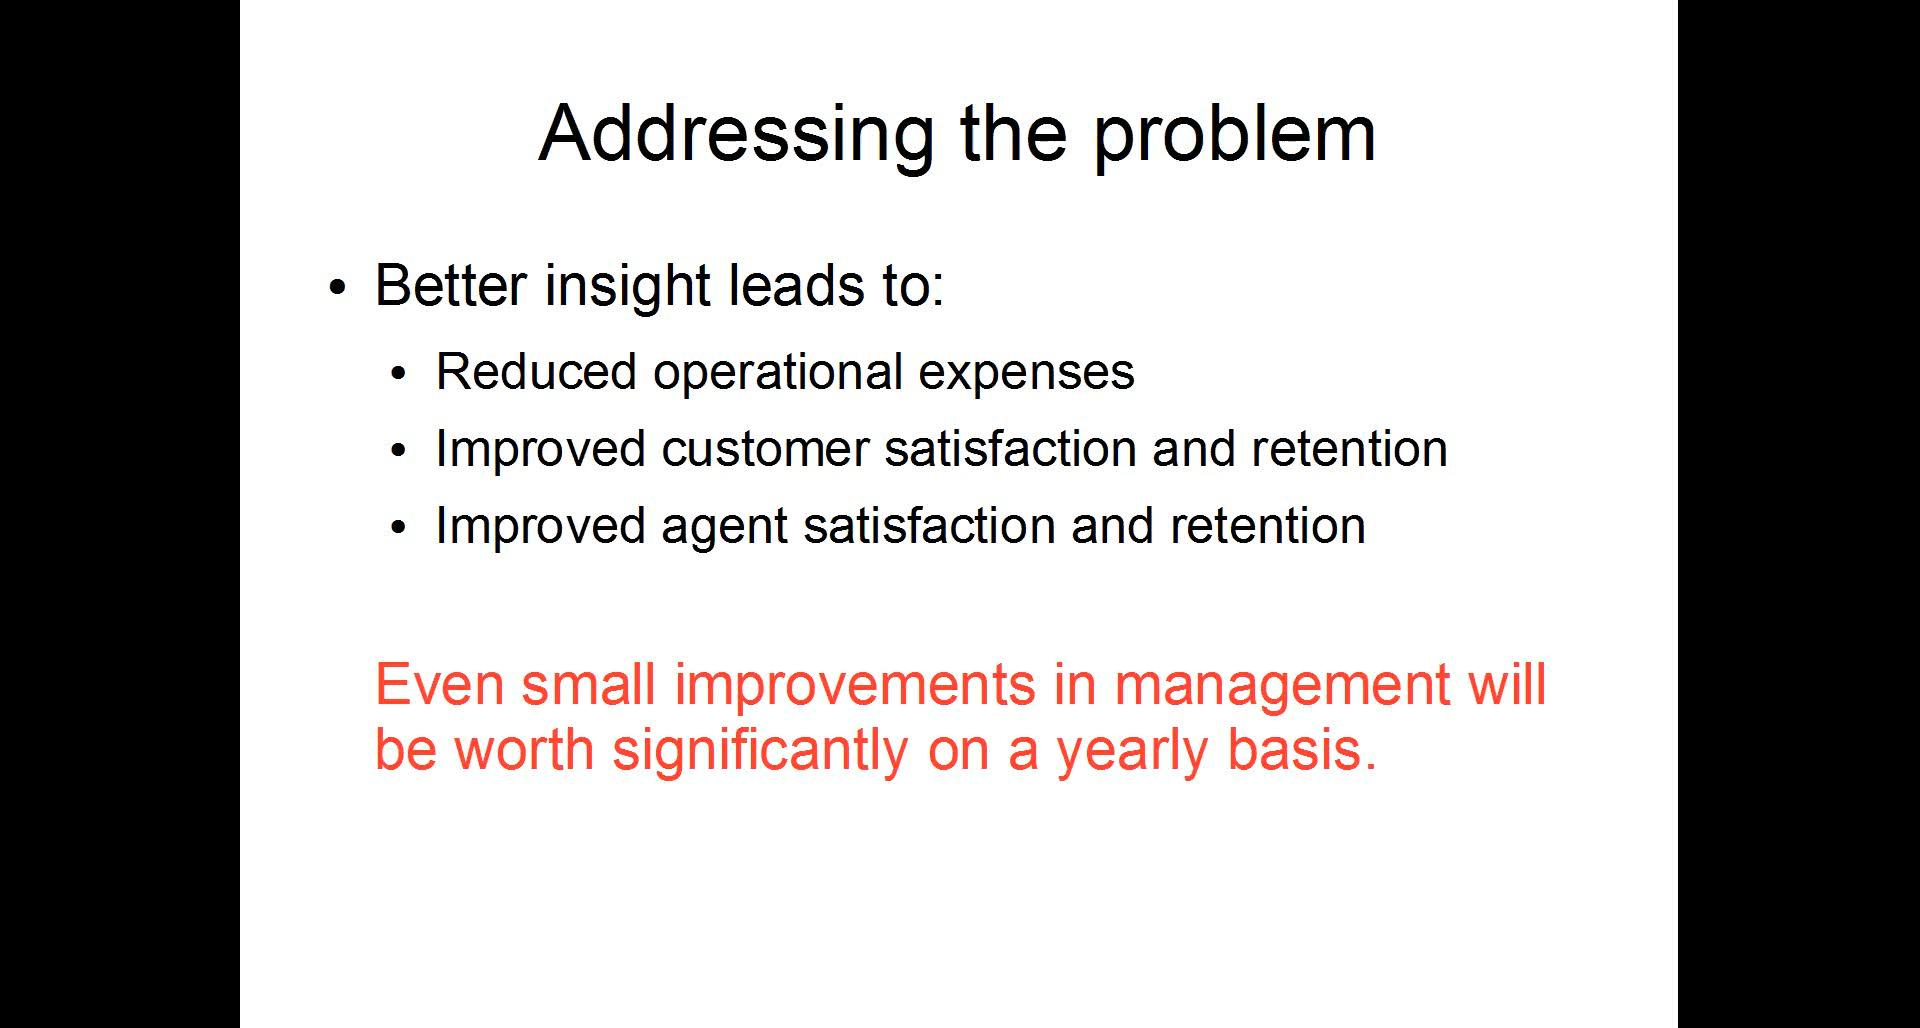 Addressing the problem
• Better insight leads to:
• Reduced operational expenses
• Improved customer satisfaction and retention
• Improved agent satisfaction and retention
Even small improvements in management will
be worth significantly on a yearly basis.